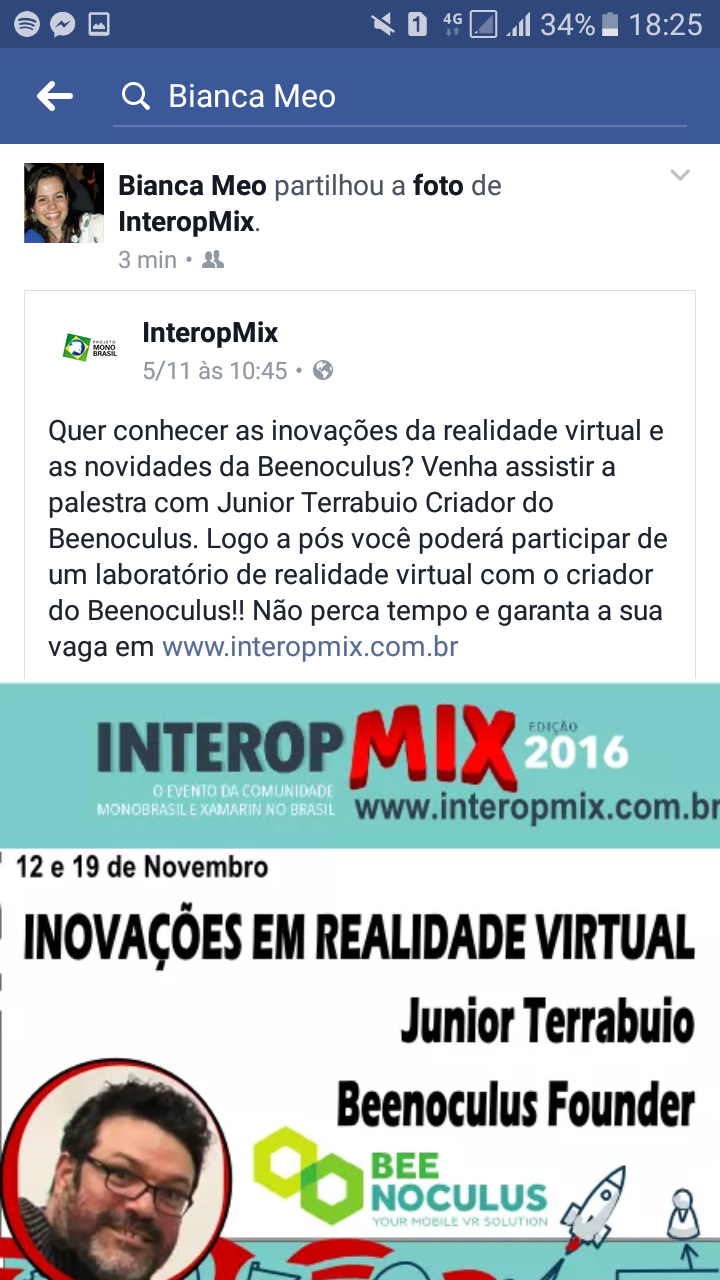 4G 34% 18:25
Bianca Meo
Bianca Meo partilhou a foto de
InteropMix.
3 min •
InteropMix
PROJETO
MONO
BRASIL
5/11 às 10:45 •
Quer conhecer as inovações da realidade virtual e
as novidades da Beenoculus? Venha assistir a
palestra com Junior Terrabuio Criador do
Beenoculus. Logo a pós você poderá participar de
um laboratório de realidade virtual com o criador
do Beenoculus!! Não perca tempo e garanta a sua
vaga em www.interopmix.com.br
INTEROPMIX EDIÇÃO
2016
O EVENTO DA COMUNIDADE
MONOBRASIL E XAMARIN NO BRASIL
www.interopmix.com.br
12 e 19 de Novembro
INOVAÇÕES EM REALIDADE VIRTUAL
Junior Terrabuio
Beenoculus Founder
BEE
NOCULUS
YOUR MOBILE VR SOLUTION